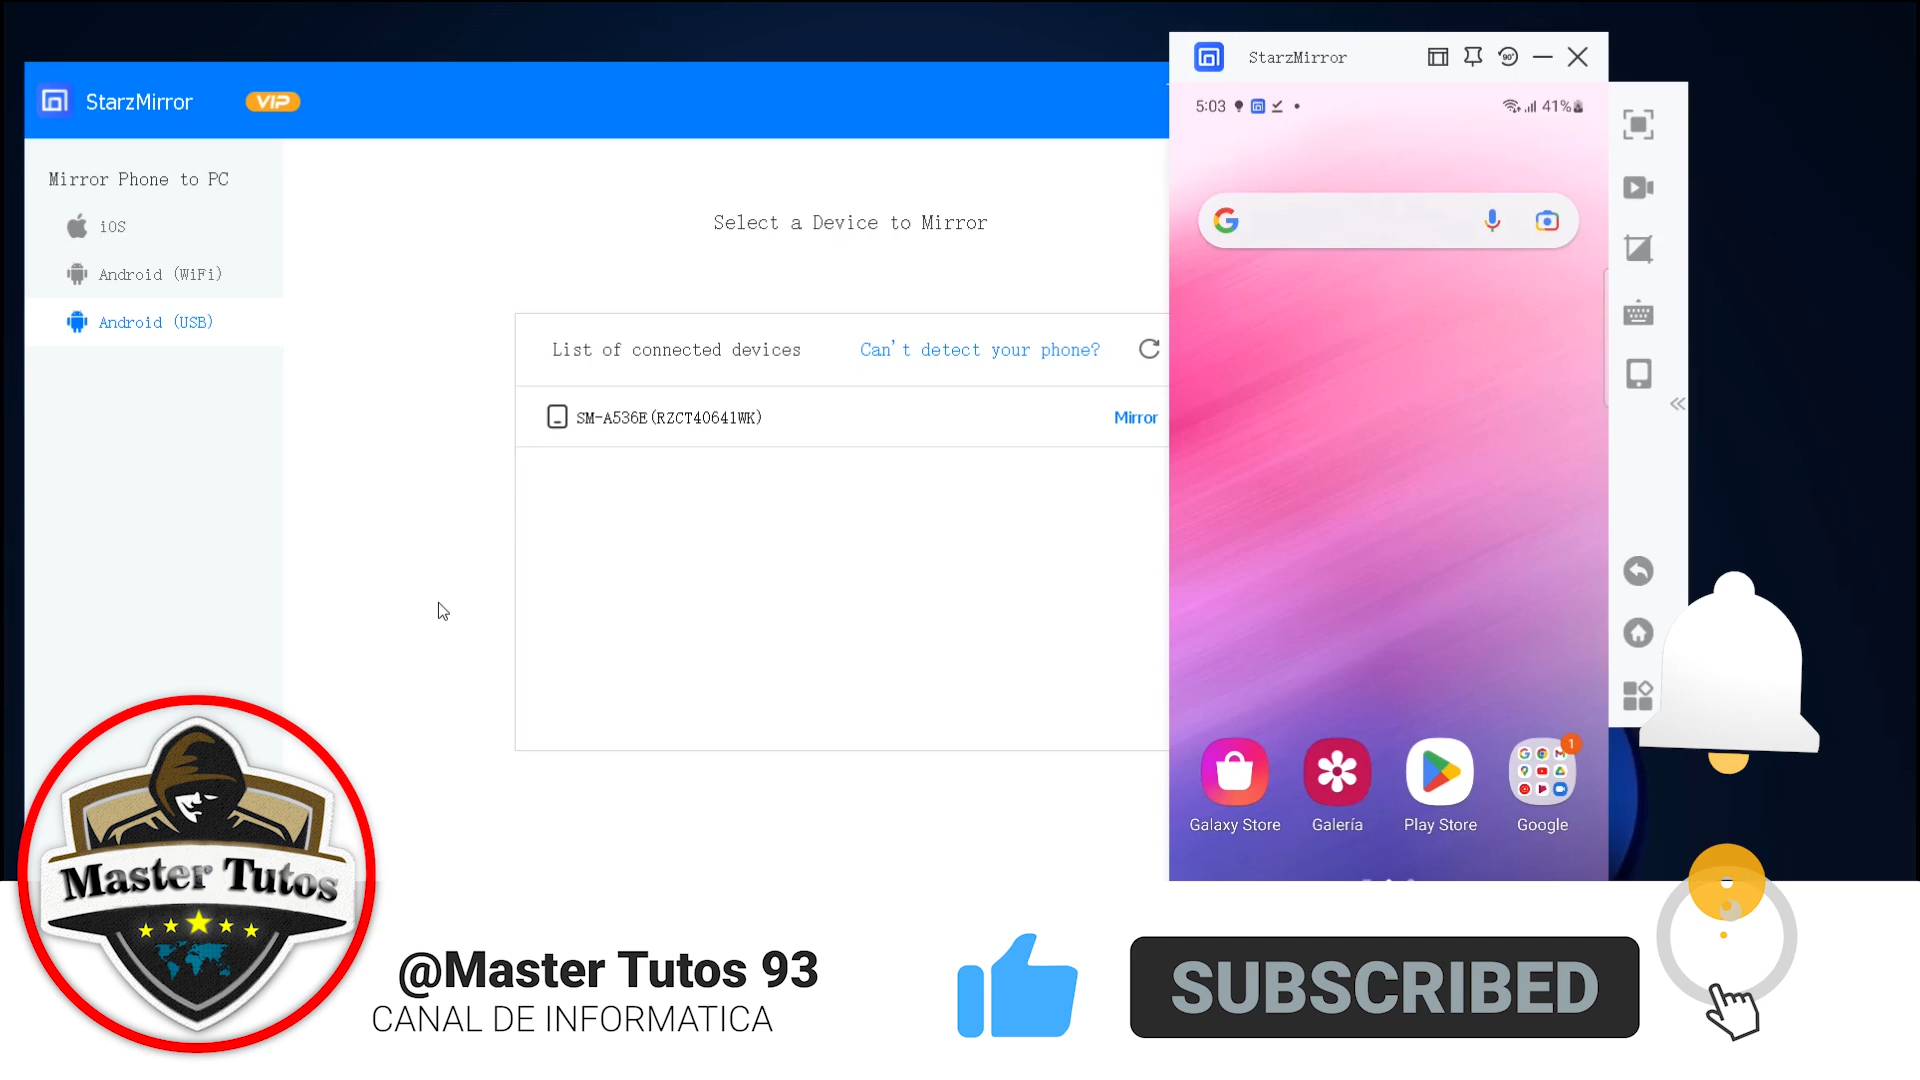 StarzMirror
VIP
Mirror Phone to PC
iOS
Android (WiFi)
Android (USB)
Select a Device to Mirror
List of connected devices
Can't detect your phone?
SM-A536E(RZCT40641WK)
Mirror
StarzMirror
90°
5:03
41%
Galaxy Store
Galería
Play Store
1
Google
Master Tutos
@Master Tutos 93
CANAL DE INFORMATICA
SUBSCRIBED